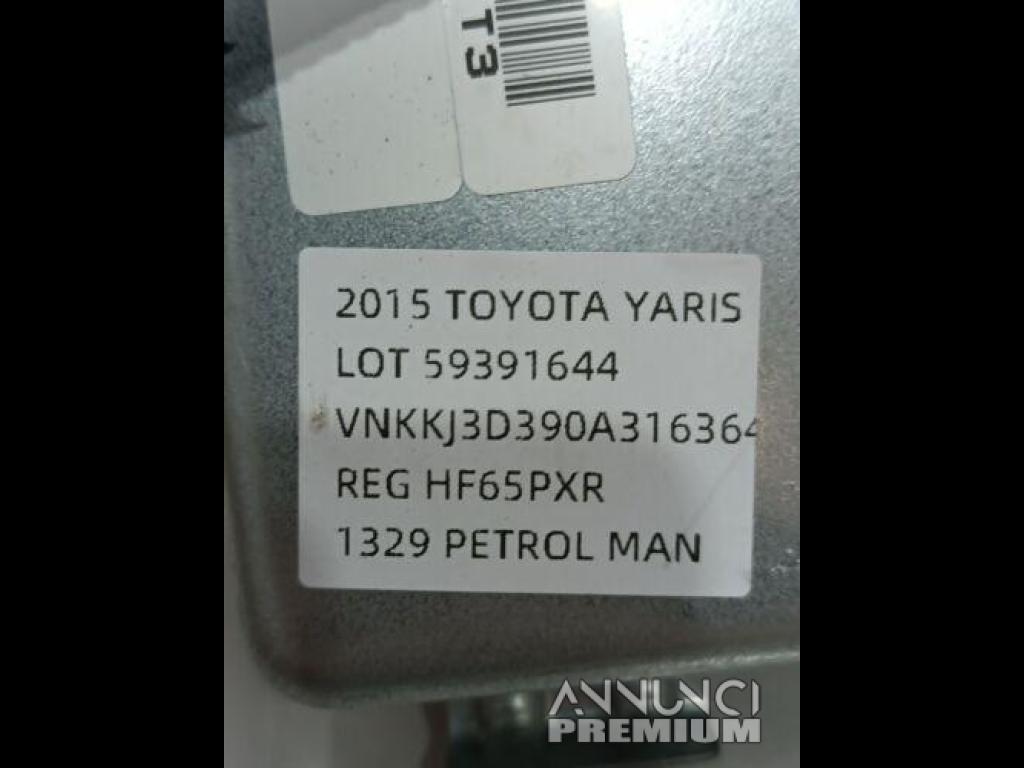 T3
2015 TOYOTA YARIS
LOT 59391644
VNKKJ3D390A316364
REG HF65PXR
1329 PETROL MAN
ANNUNCI
PREMIUM